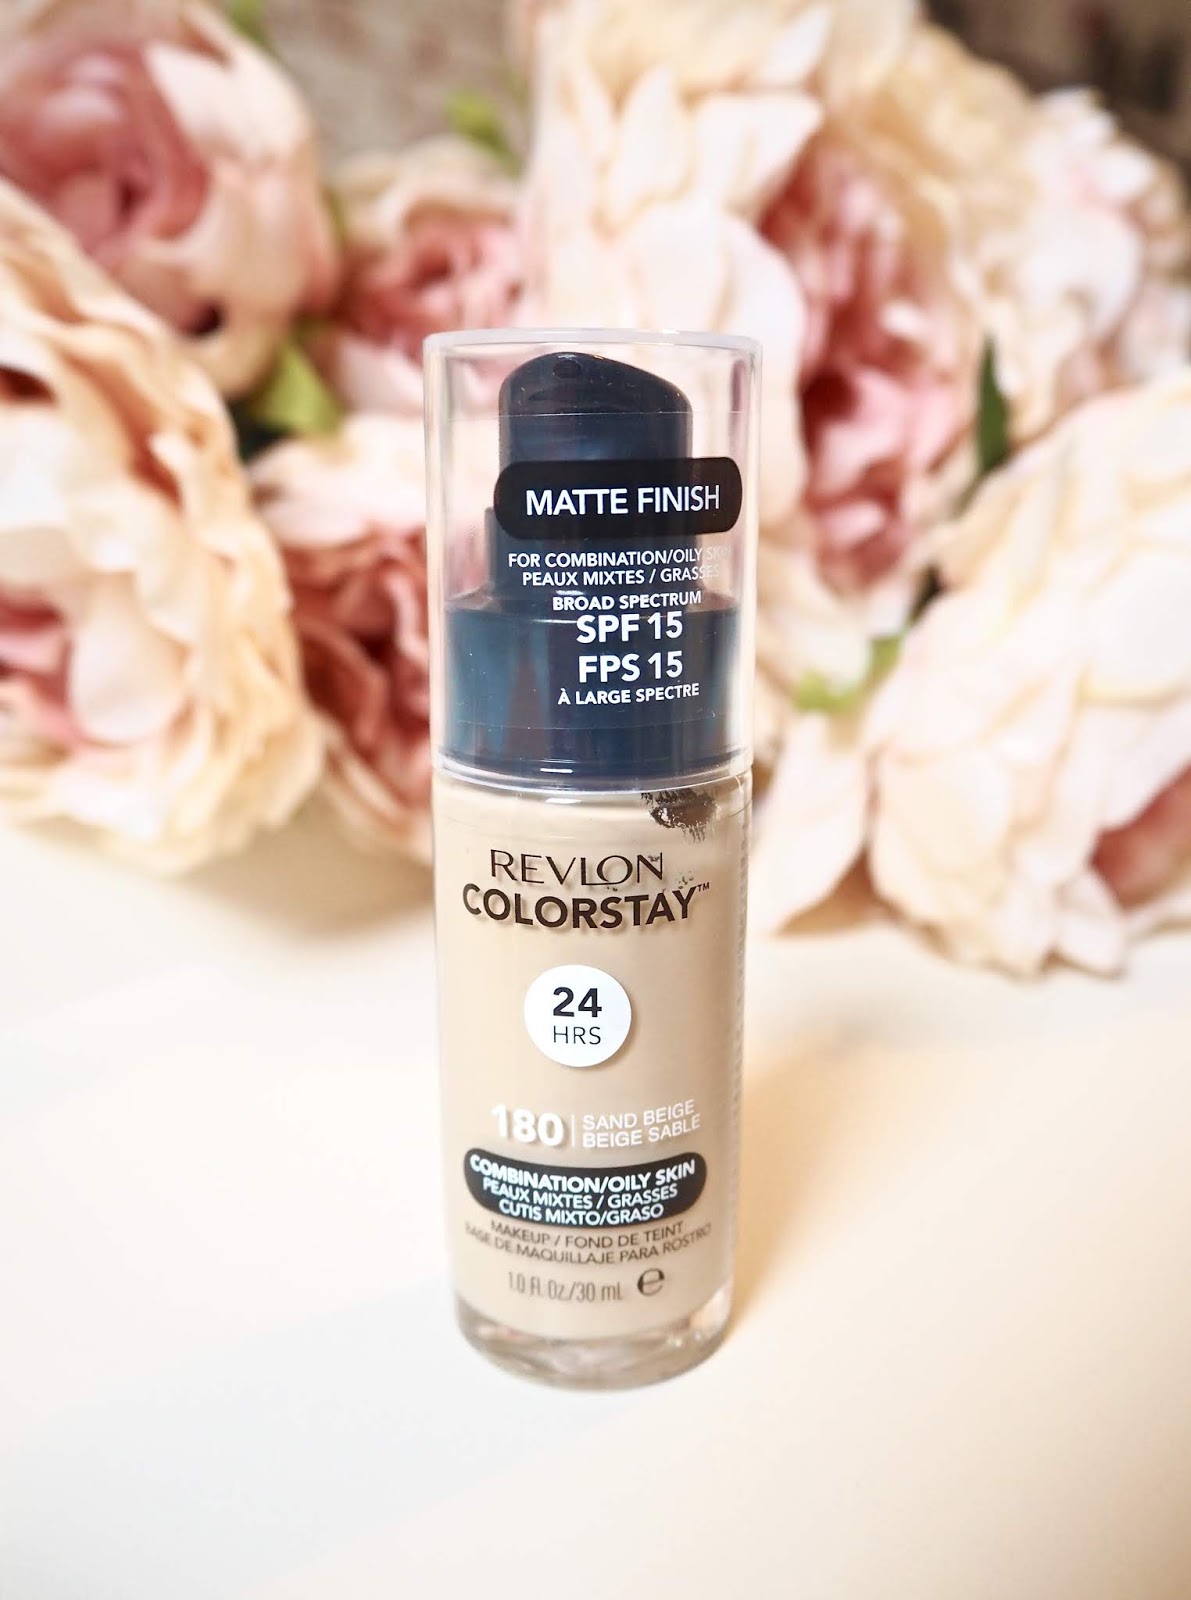 MATTE FINISH
FOR COMBINATION/OILY SKIN
PEAUX MIXTES / GRASSES
BROAD SPECTRUM
SPF 15
FPS 15
À LARGE SPECTRE
REVLON
COLORSTAY™
24
HRS
180 | SAND BEIGE
BEIGE SABLE
COMBINATION/OILY SKIN
PEAUX MIXTES / GRASSES
CUTIS MIXTO/GRASO
MAKEUP / FOND DE TEINT
BASE DE MAQUILLAJE PARA ROSTRO
1.0 fl. Oz/30 mL ℮